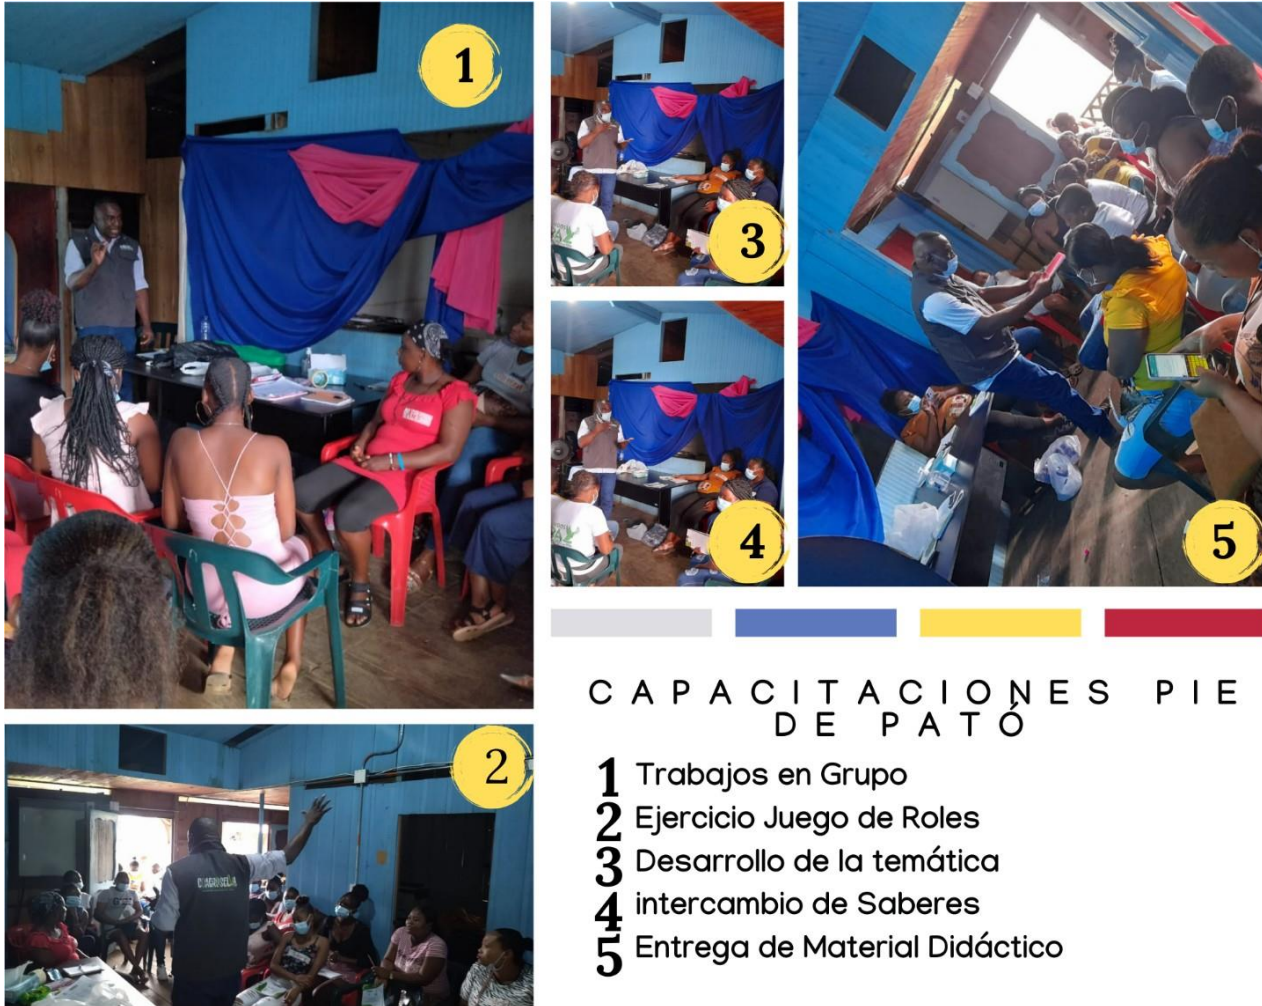 1
3
4
5
2
CAPACITACIONES PIE
DE PATÓ
1 Trabajos en Grupo
2 Ejercicio Juego de Roles
3 Desarrollo de la temática
4 intercambio de Saberes
5 Entrega de Material Didáctico